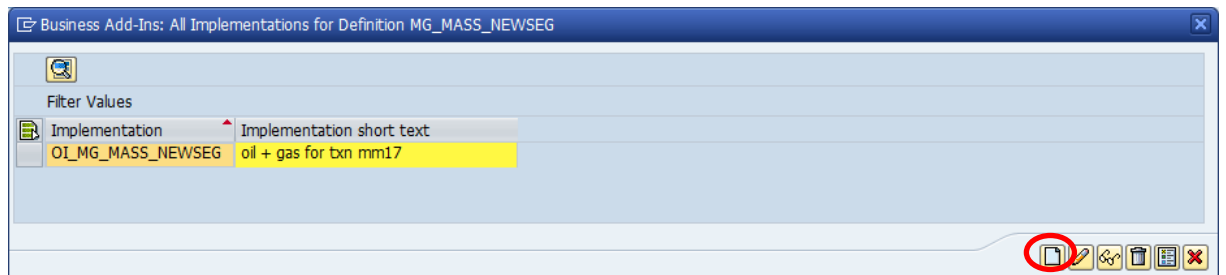 Business Add-Ins: All Implementations for Definition MG_MASS_NEWSEG
Filter Values
Implementation Implementation short text
OI_MG_MASS_NEWSEG oil + gas for txn mm17